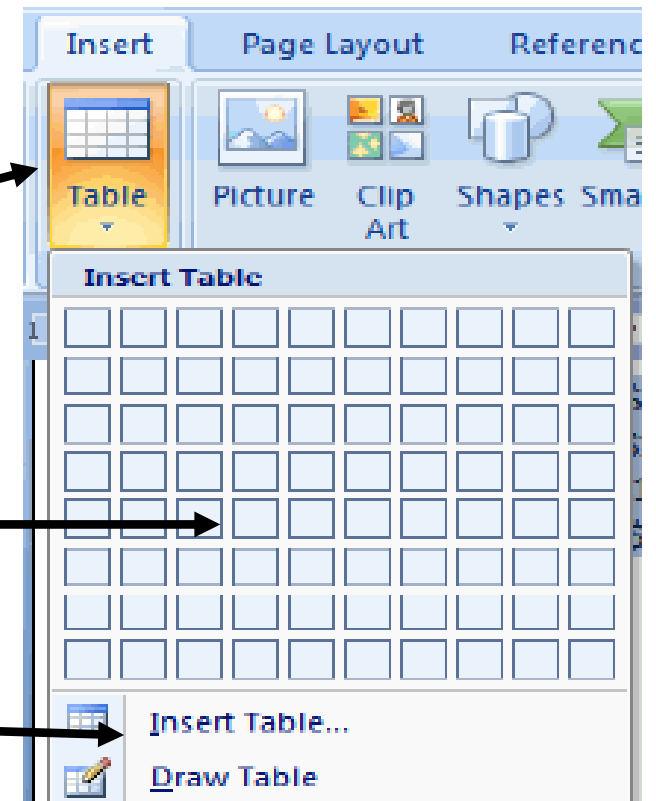 Insert Page Layout Referenc
Table Picture Clip Art Shapes Sma
Insert Table
Insert Table...
Draw Table